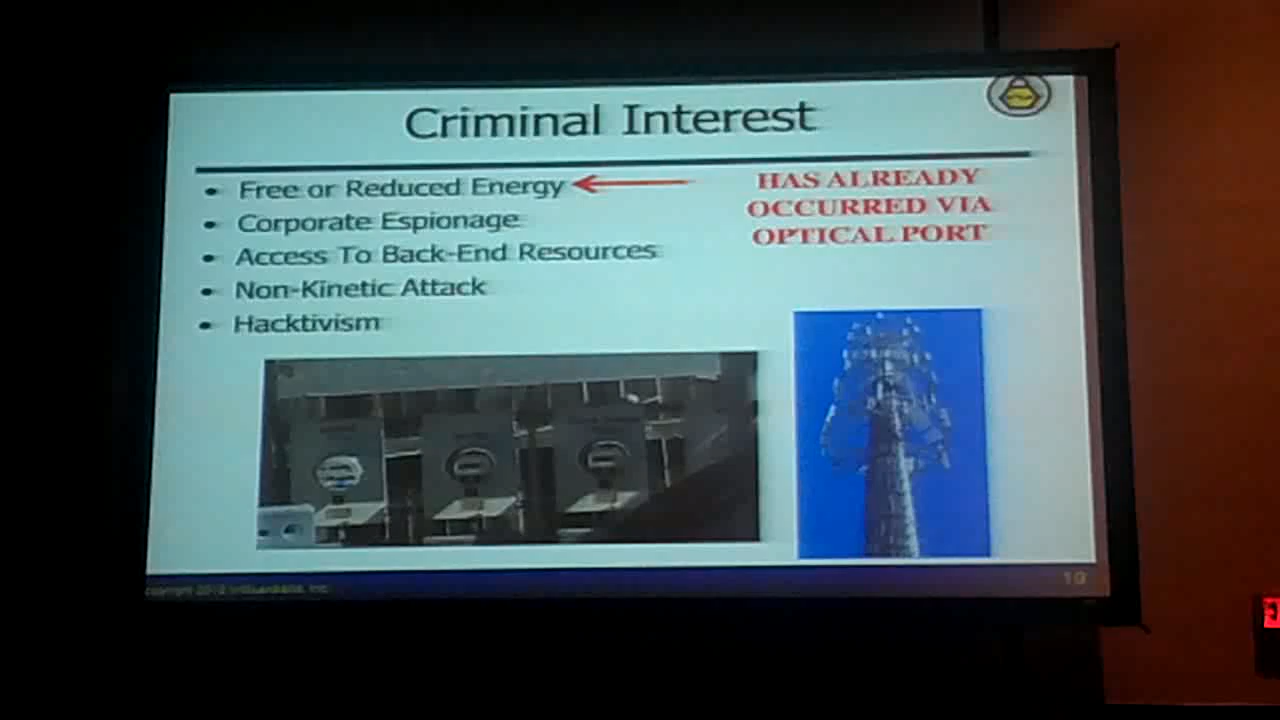 Criminal Interest
• Free or Reduced Energy
HAS ALREADY
OCCURRED VIA
OPTICAL PORT
• Corporate Espionage
• Access To Back-End Resources
• Non-Kinetic Attack
• Hacktivism
10